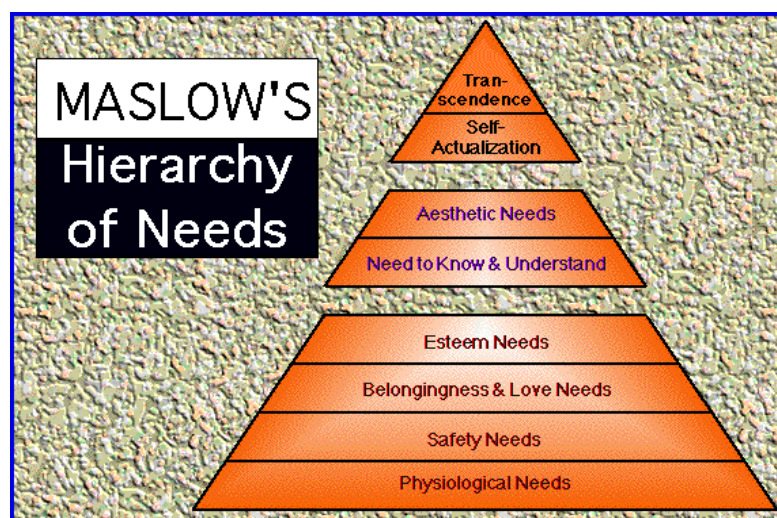 MASLOW'S
Hierarchy
of Needs
Tran-
scendence
Self-
Actualization
Aesthetic Needs
Need to Know & Understand
Esteem Needs
Belongingness & Love Needs
Safety Needs
Physiological Needs